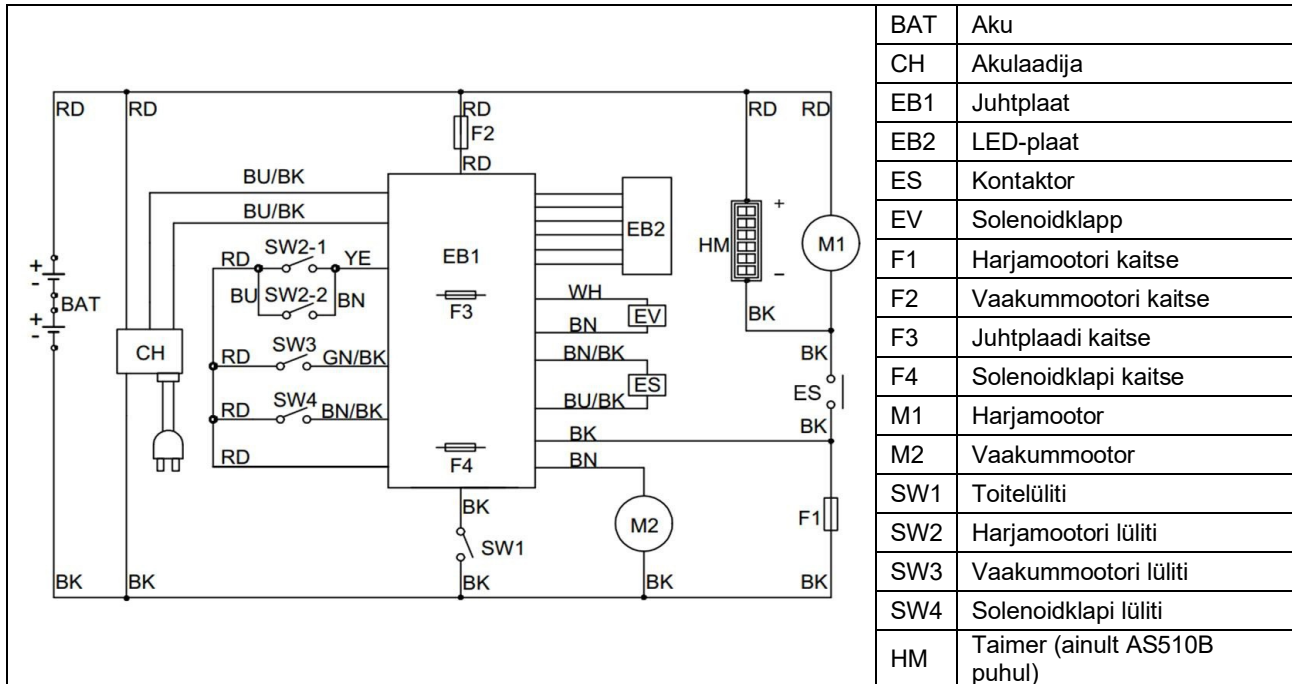 RD
RD
RD
RD
RD
F2
RD
BU/BK
BU/BK
SW2-1
RD
YE
BU
SW2-2
BN
EB1
EB2
F3
+
-
+
-
BAT
CH
SW3
RD
GN/BK
SW4
RD
BN/BK
RD
F4
WH
EV
BN
BN/BK
ES
BU/BK
BK
BN
HM
+
−
M1
BK
BK
ES
BK
BK
SW1
M2
F1
BK
BK
BK
BK
BK
BAT Aku
CH Akulaadija
EB1 Juhtplaat
EB2 LED-plaat
ES Kontaktor
EV Solenoidklapp
F1 Harjamootori kaitse
F2 Vaakummootori kaitse
F3 Juhtplaadi kaitse
F4 Solenoidklapi kaitse
M1 Harjamootor
M2 Vaakummootor
SW1 Toitelüliti
SW2 Harjamootori lüliti
SW3 Vaakummootori lüliti
SW4 Solenoidklapi lüliti
HM Taimer (ainult AS510B
puhul)